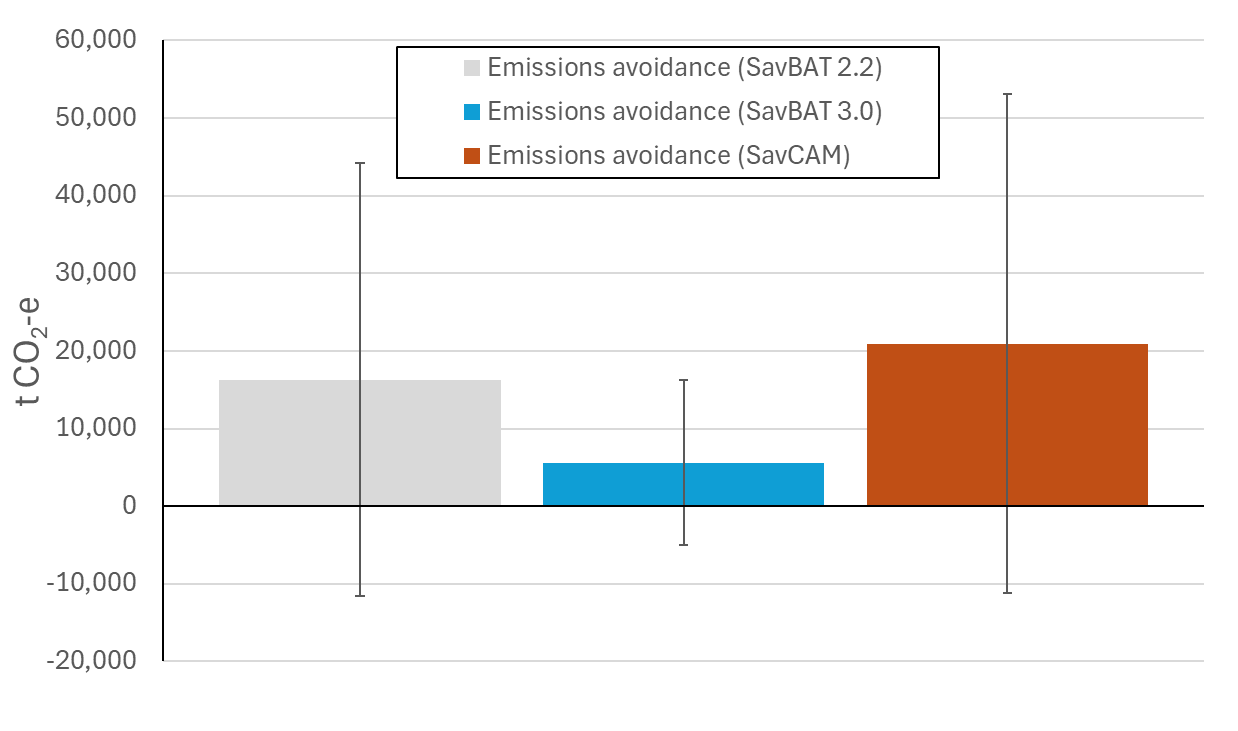 60,000
50,000
40,000
30,000
20,000
10,000
0
-10,000
-20,000
t CO₂-e
Emissions avoidance (SavBAT 2.2)
Emissions avoidance (SavBAT 3.0)
Emissions avoidance (SavCAM)